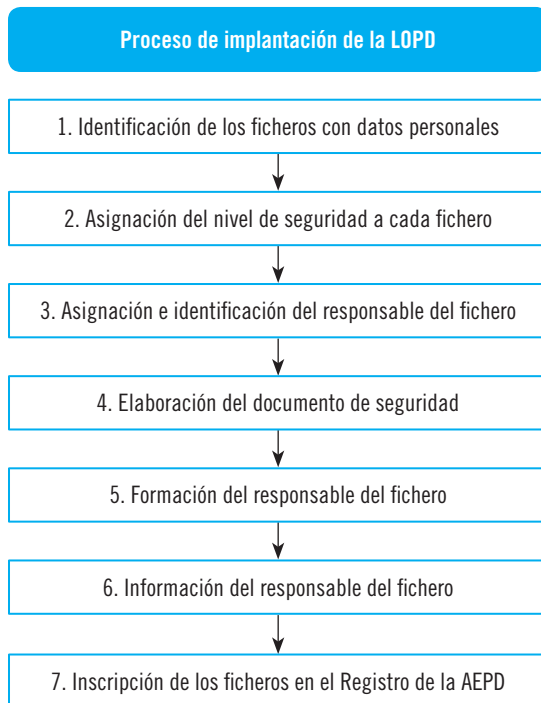 Proceso de implantación de la LOPD
1. Identificación de los ficheros con datos personales
2. Asignación del nivel de seguridad a cada fichero
3. Asignación e identificación del responsable del fichero
4. Elaboración del documento de seguridad
5. Formación del responsable del fichero
6. Información del responsable del fichero
7. Inscripción de los ficheros en el Registro de la AEPD